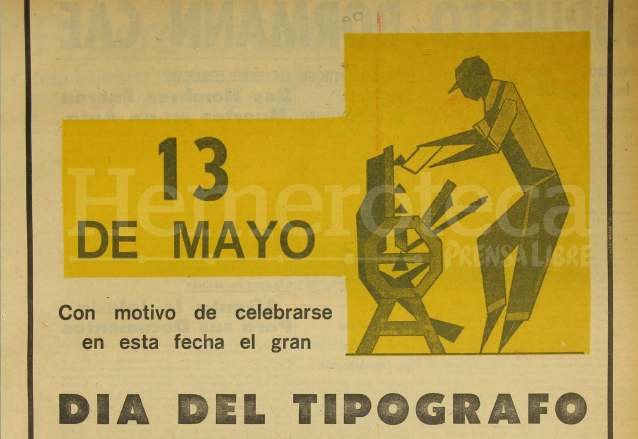 13
DE MAYO
Hemeroteca
PRENSA LIBRE
Con motivo de celebrarse
en esta fecha el gran
DIA DEL TIPOGRAFO